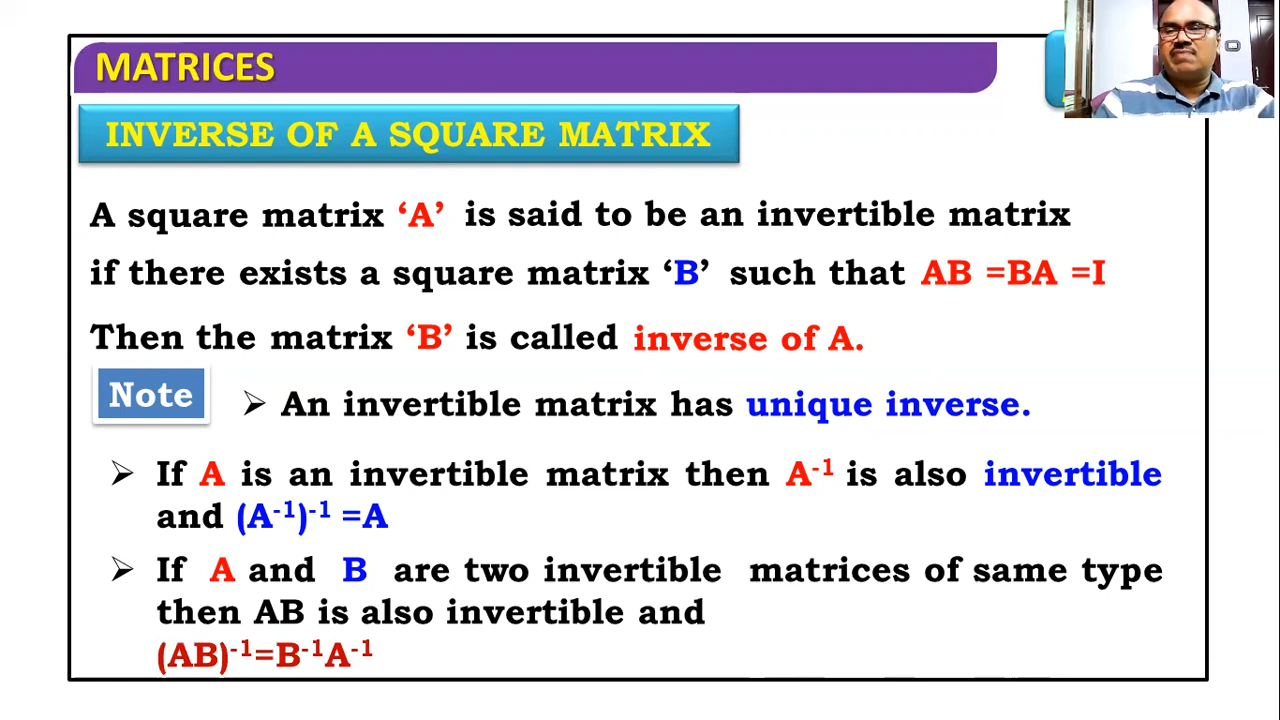 MATRICES
INVERSE OF A SQUARE MATRIX
A square matrix ‘A’ is said to be an invertible matrix
if there exists a square matrix ‘B’ such that AB =BA =I
Then the matrix ‘B’ is called inverse of A.
Note
➢ An invertible matrix has unique inverse.
➢ If A is an invertible matrix then A⁻¹ is also invertible
and (A⁻¹)⁻¹ =A
➢ If A and B are two invertible matrices of same type
then AB is also invertible and
(AB)⁻¹=B⁻¹A⁻¹